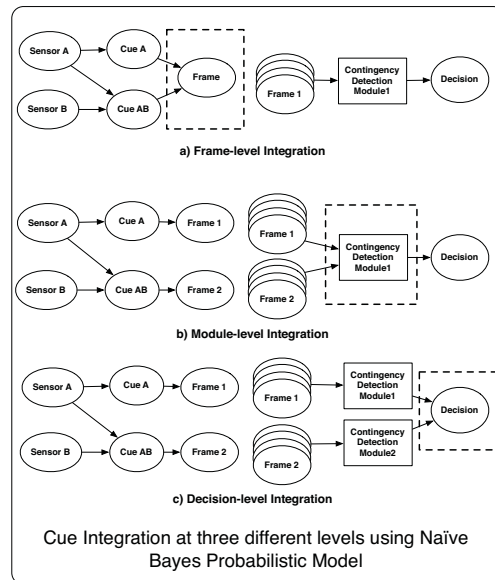 Sensor A
Cue A
Frame
Sensor B
Cue AB
Frame 1
Contingency
Detection
Module1
Decision
a) Frame-level Integration
Sensor A
Cue A
Frame 1
Sensor B
Cue AB
Frame 2
Frame 1
Frame 2
Contingency
Detection
Module1
Decision
b) Module-level Integration
Sensor A
Cue A
Frame 1
Sensor B
Cue AB
Frame 2
Frame 1
Frame 2
Contingency
Detection
Module1
Contingency
Detection
Module2
Decision
c) Decision-level Integration
Cue Integration at three different levels using Naïve
Bayes Probabilistic Model